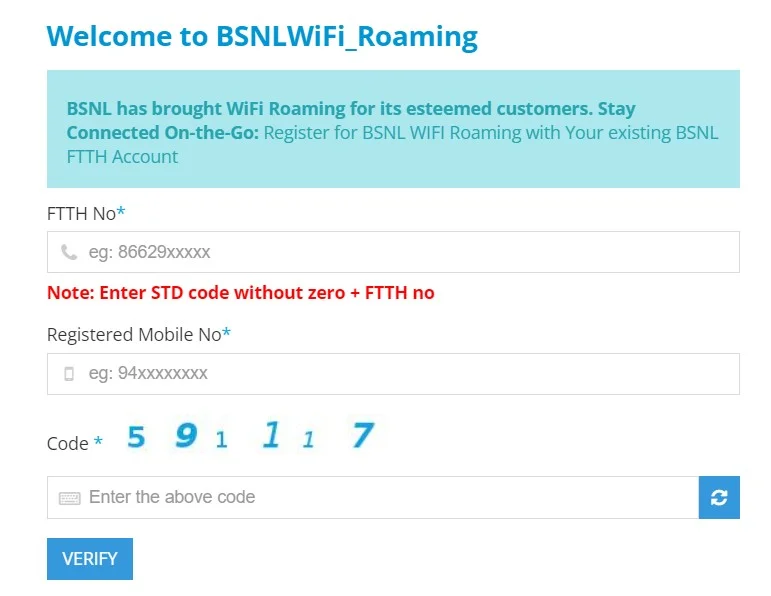 Welcome to BSNLWiFi_Roaming
BSNL has brought WiFi Roaming for its esteemed customers. Stay
Connected On-the-Go: Register for BSNL WIFI Roaming with Your existing BSNL
FTTH Account
FTTH No*
eg: 86629xxxxx
Note: Enter STD code without zero + FTTH no
Registered Mobile No*
eg: 94xxxxxxxx
Code * 5 9 1 1 1 7
Enter the above code
VERIFY